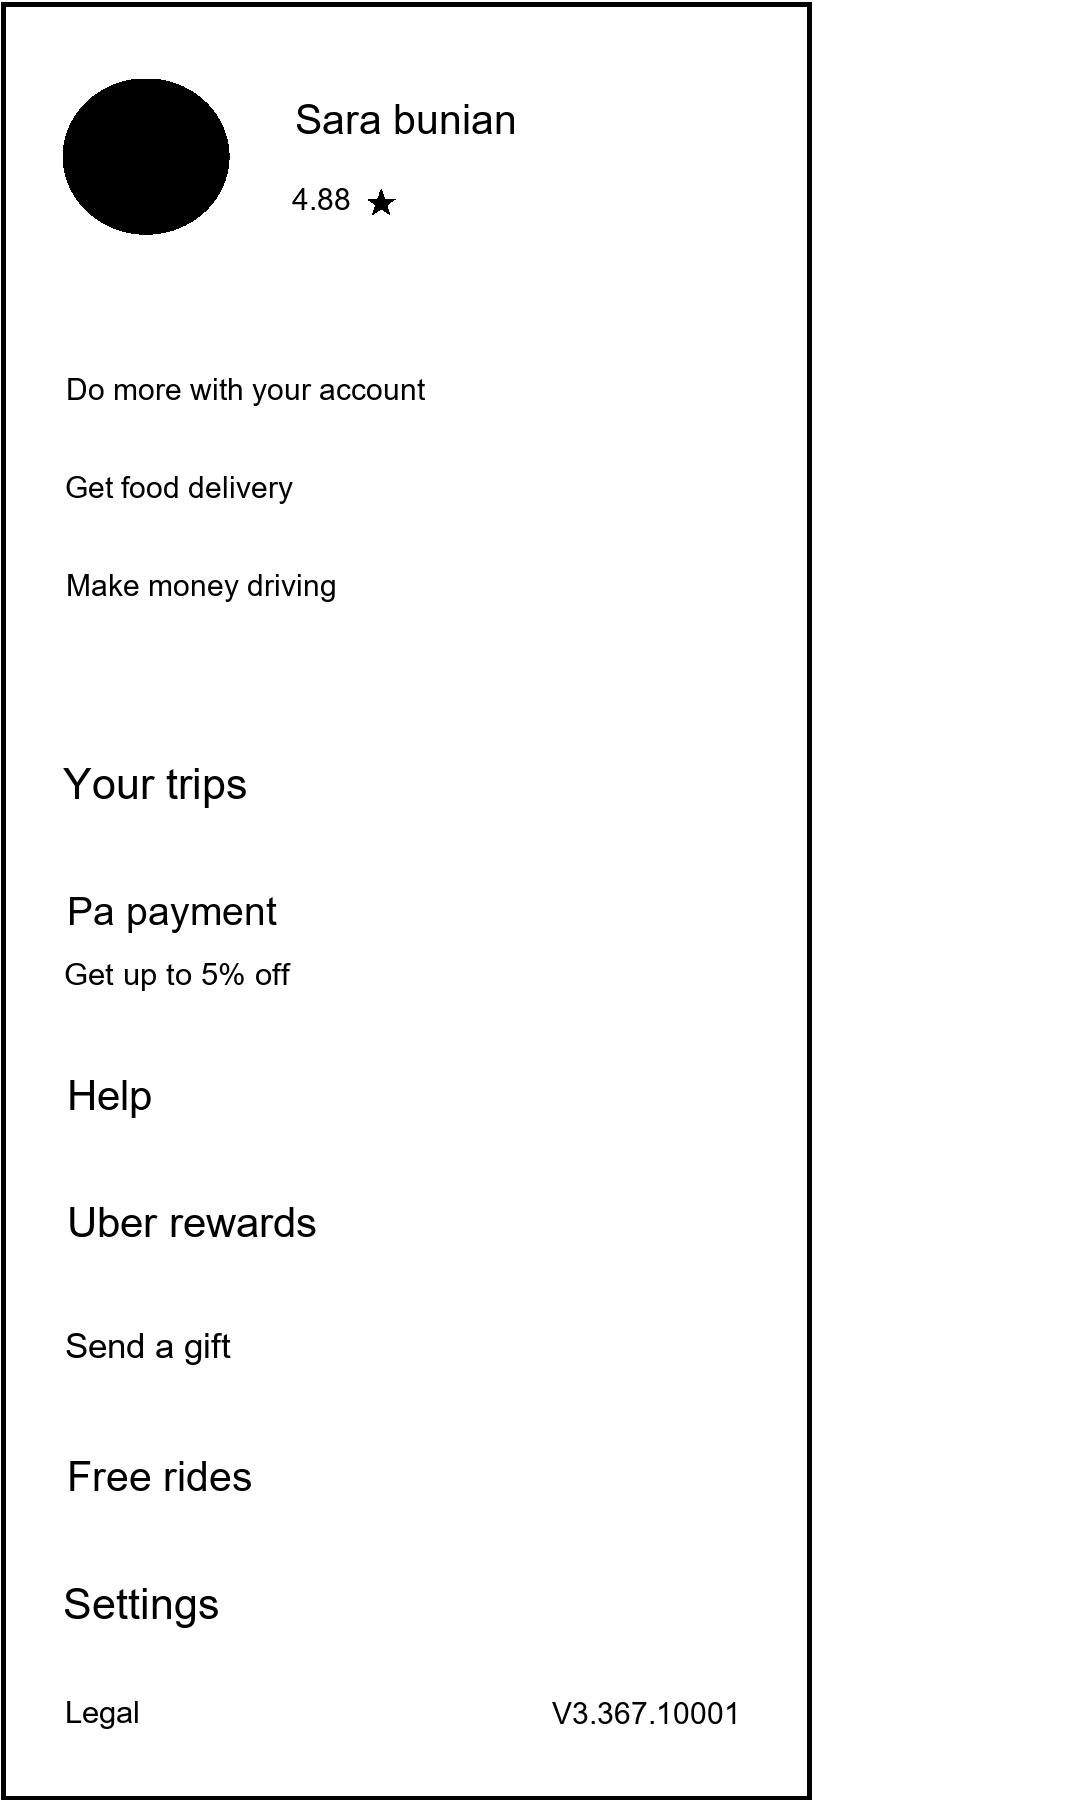 Sara bunian
4.88 ★
Do more with your account
Get food delivery
Make money driving
Your trips
Pa payment
Get up to 5% off
Help
Uber rewards
Send a gift
Free rides
Settings
Legal V3.367.10001